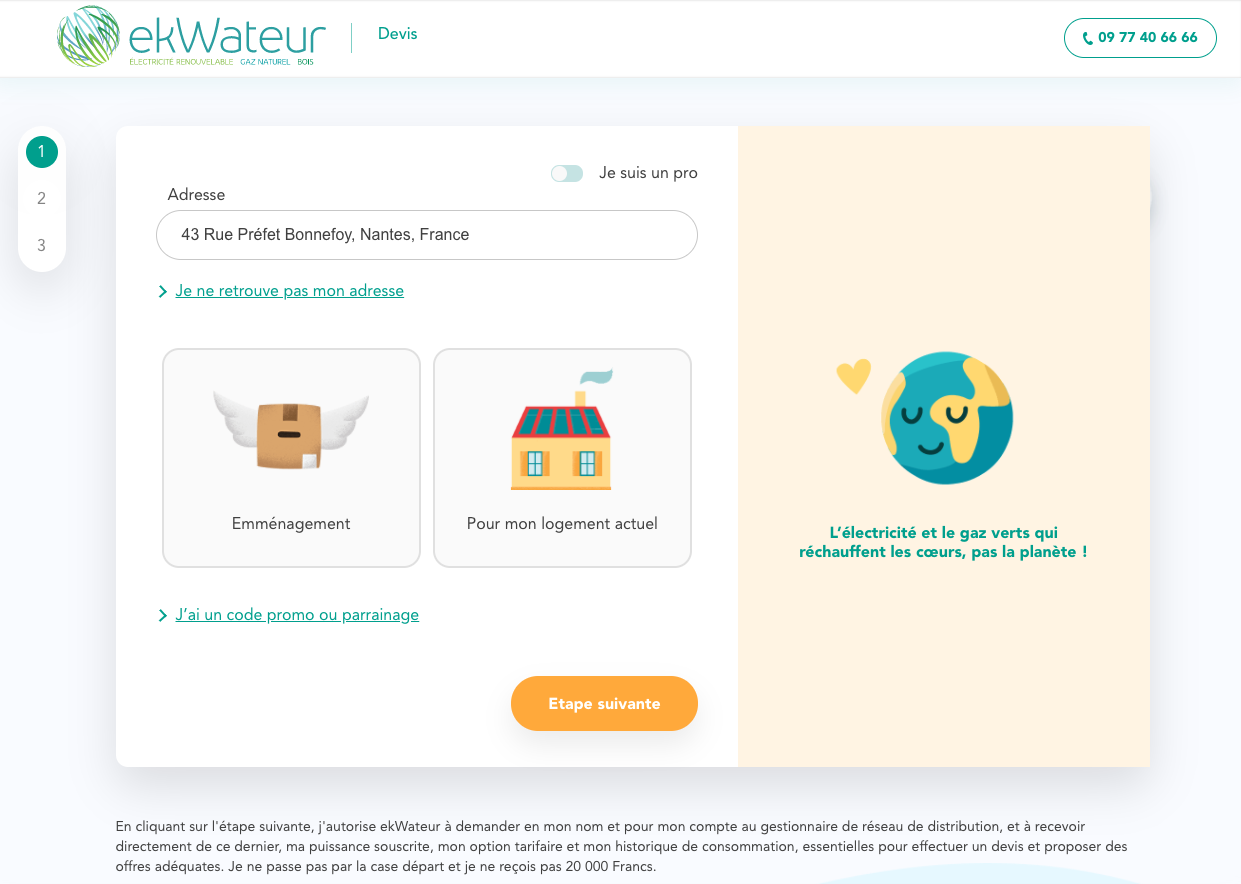 ekWateur
ELECTRICITÉ RENOUVELABLE GAZ NATUREL BOIS
Devis
09 77 40 66 66
1
2
3
Je suis un pro
Adresse
43 Rue Préfet Bonnefoy, Nantes, France
Je ne retrouve pas mon adresse
Emménagement
Pour mon logement actuel
J'ai un code promo ou parrainage
Etape suivante
L'électricité et le gaz verts qui
réchauffent les cœurs, pas la planète !
En cliquant sur l'étape suivante, j'autorise ekWateur à demander en mon nom et pour mon compte au gestionnaire de réseau de distribution, et à recevoir
directement de ce dernier, ma puissance souscrite, mon option tarifaire et mon historique de consommation, essentielles pour effectuer un devis et proposer des
offres adéquates. Je ne passe pas par la case départ et je ne reçois pas 20 000 Francs.